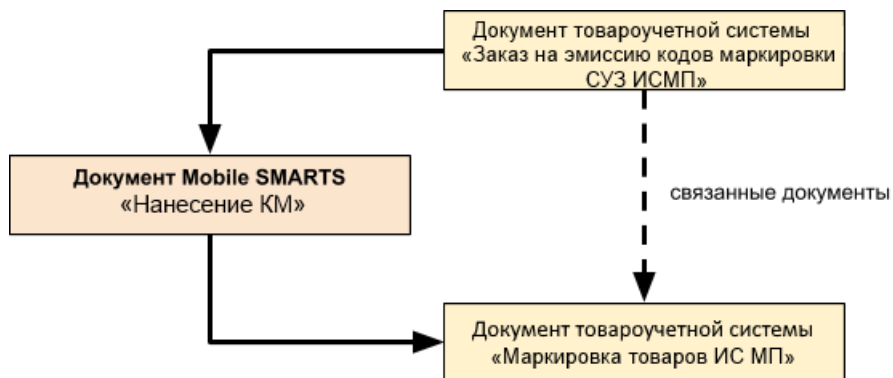 Документ товароучетной системы
«Заказ на эмиссию кодов маркировки
СУЗ ИСМП»
Документ Mobile SMARTS
«Нанесение КМ»
связанные документы
Документ товароучетной системы
«Маркировка товаров ИС МП»